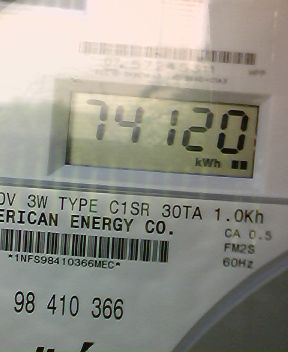 74120
kWh
0V 3W TYPE C1SR 30TA 1.0Kh
ERICAN ENERGY CO.
CA 0.5
FM2S
60Hz
*1NFS98410366MEC*
98 410 366